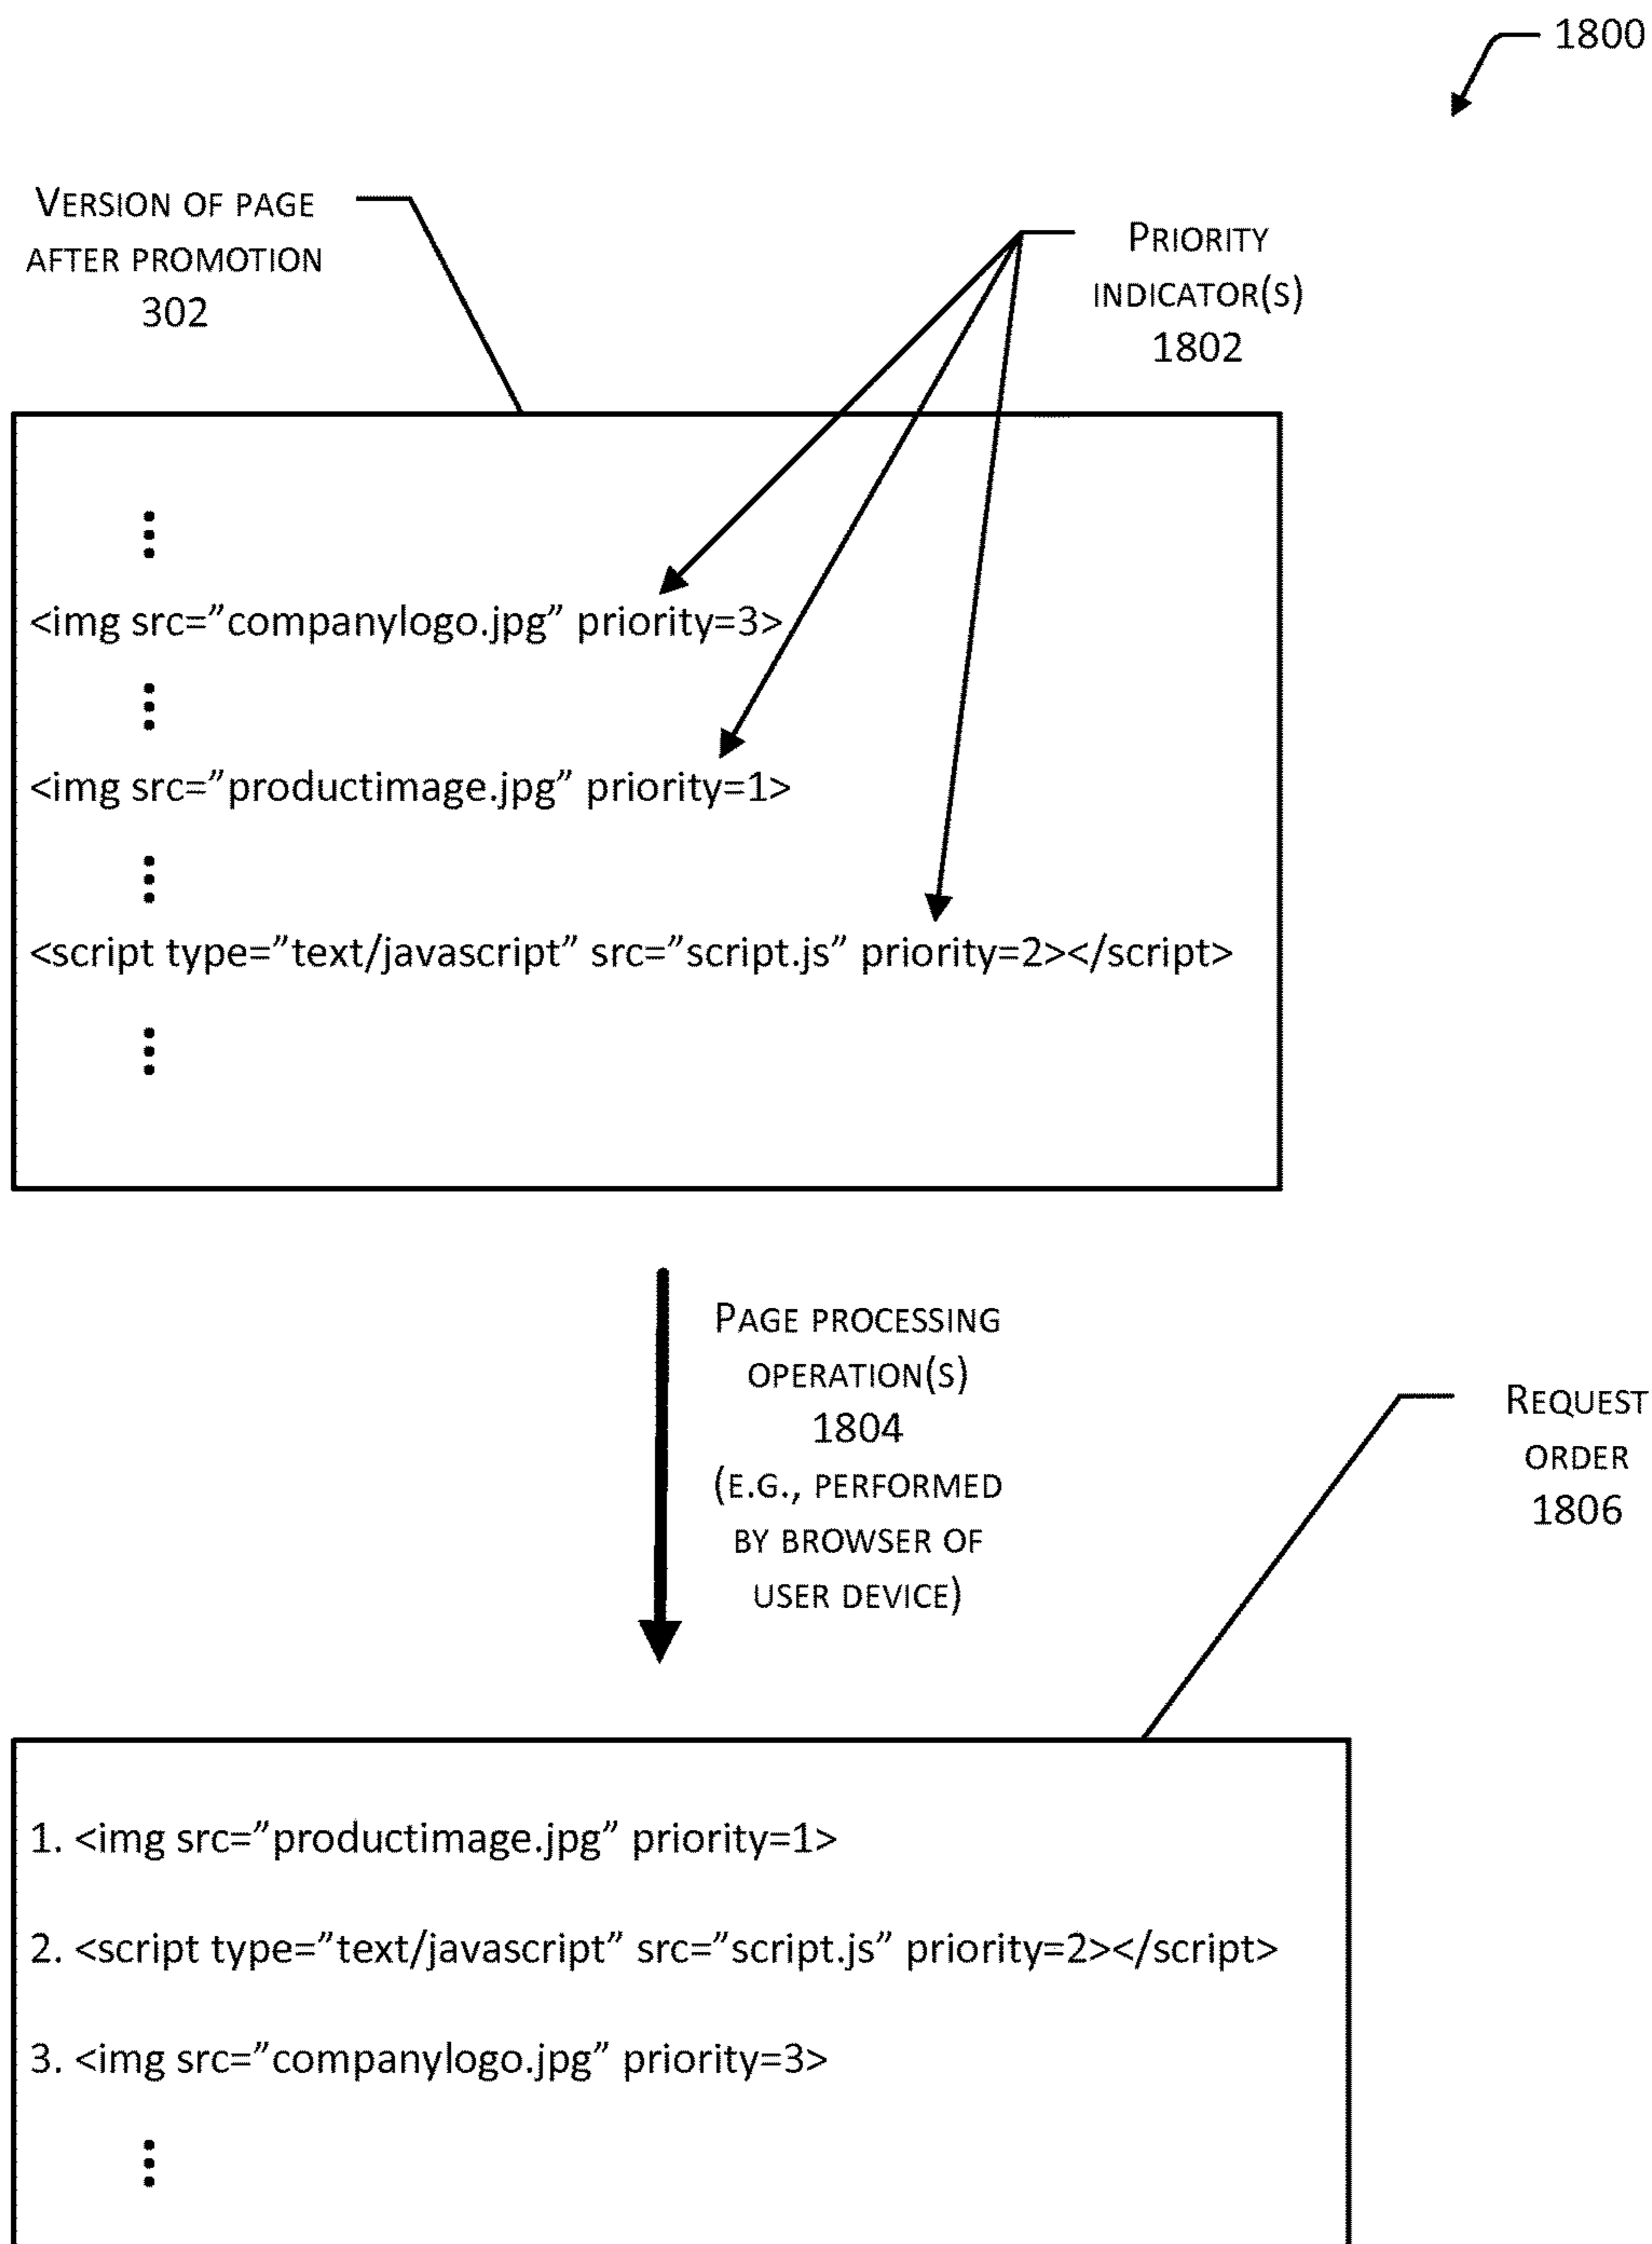 1800
VERSION OF PAGE
AFTER PROMOTION
302
PRIORITY
INDICATOR(S)
1802
<img src=”companylogo.jpg” priority=3>
<img src=”productimage.jpg” priority=1>
<script type=”text/javascript” src=”script.js” priority=2></script>
PAGE PROCESSING
OPERATION(S)
1804
(E.G., PERFORMED
BY BROWSER OF
USER DEVICE)
REQUEST
ORDER
1806
1. <img src=”productimage.jpg” priority=1>
2. <script type=”text/javascript” src=”script.js” priority=2></script>
3. <img src=”companylogo.jpg” priority=3>